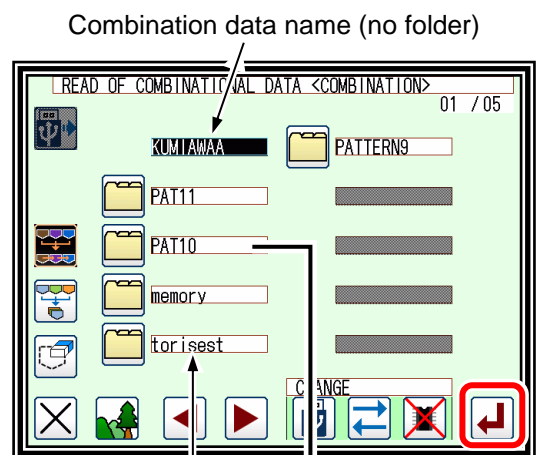 Combination data name (no folder)
READ OF COMBINATIONAL DATA <COMBINATION>
01 / 05
KUMIAWAA
PATTERN9
PAT11
PAT10
memory
torisest
CHANGE